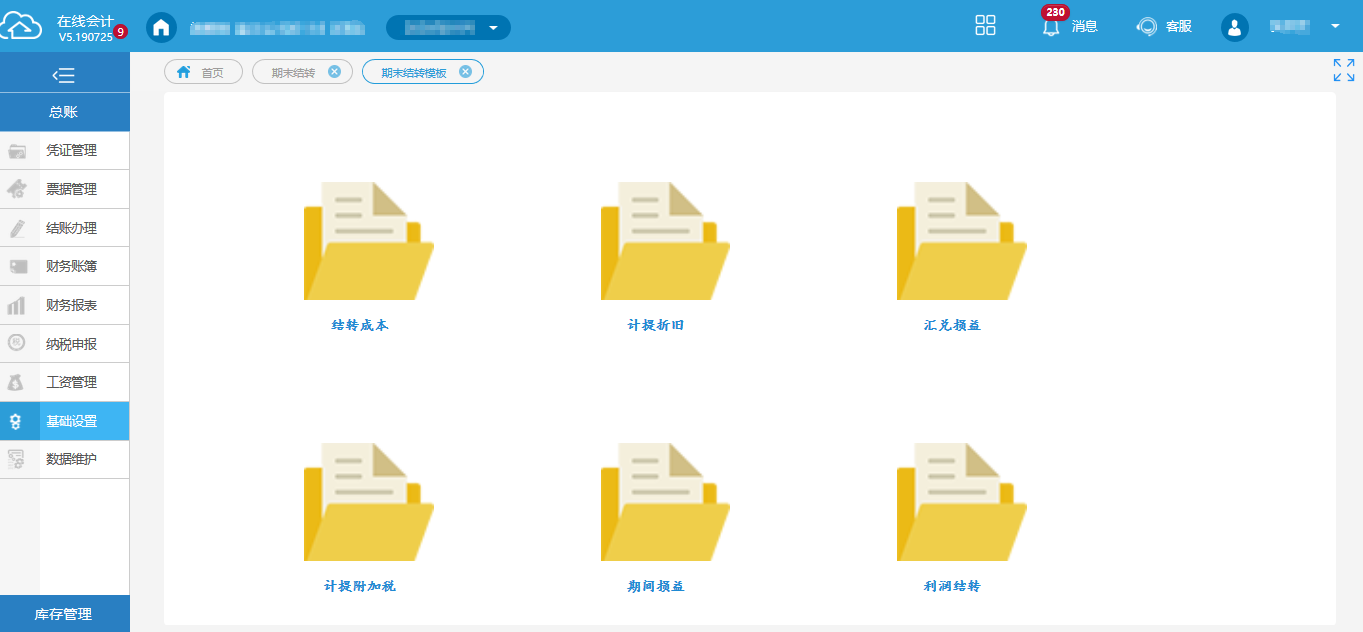 在线会计
V5.190725
9
230
消息
客服
首页
期末结转
期末结转模板
总账
凭证管理
票据管理
结账办理
财务账簿
财务报表
纳税申报
工资管理
基础设置
数据维护
库存管理
结转成本
计提折旧
汇兑损益
计提附加税
期间损益
利润结转